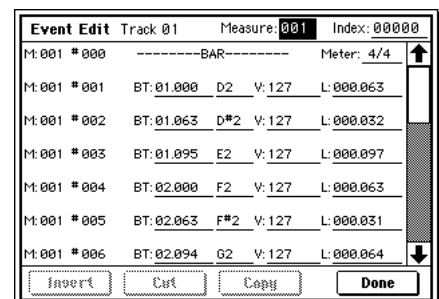 Event Edit Track 01 Measure: 001 Index: 00000
M: 001 #000 --------BAR-------- Meter: 4/4
M: 001 #001 BT: 01.000 D2 V: 127 L: 000.063
M: 001 #002 BT: 01.063 D#2 V: 127 L: 000.032
M: 001 #003 BT: 01.095 E2 V: 127 L: 000.097
M: 001 #004 BT: 02.000 F2 V: 127 L: 000.063
M: 001 #005 BT: 02.063 F#2 V: 127 L: 000.031
M: 001 #006 BT: 02.094 G2 V: 127 L: 000.064
Insert Cut Copy Done